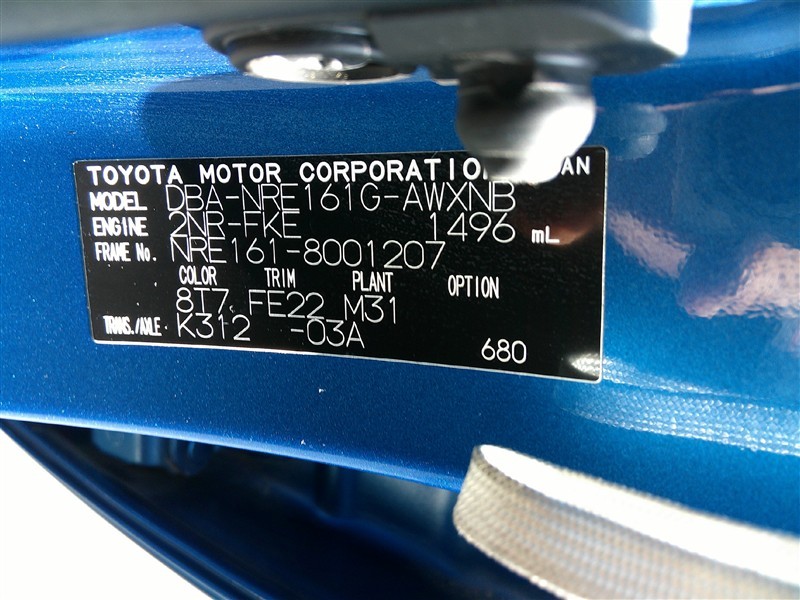 TOYOTA MOTOR CORPORATION
MODEL DBA-NRE161G-AWXNB
ENGINE 2NR-FKE 1496 mL
FRAME No. NRE161-8001207
COLOR TRIM PLANT OPTION
8T7 FE22 M31
TRANS./AXLE K312 -03A
680